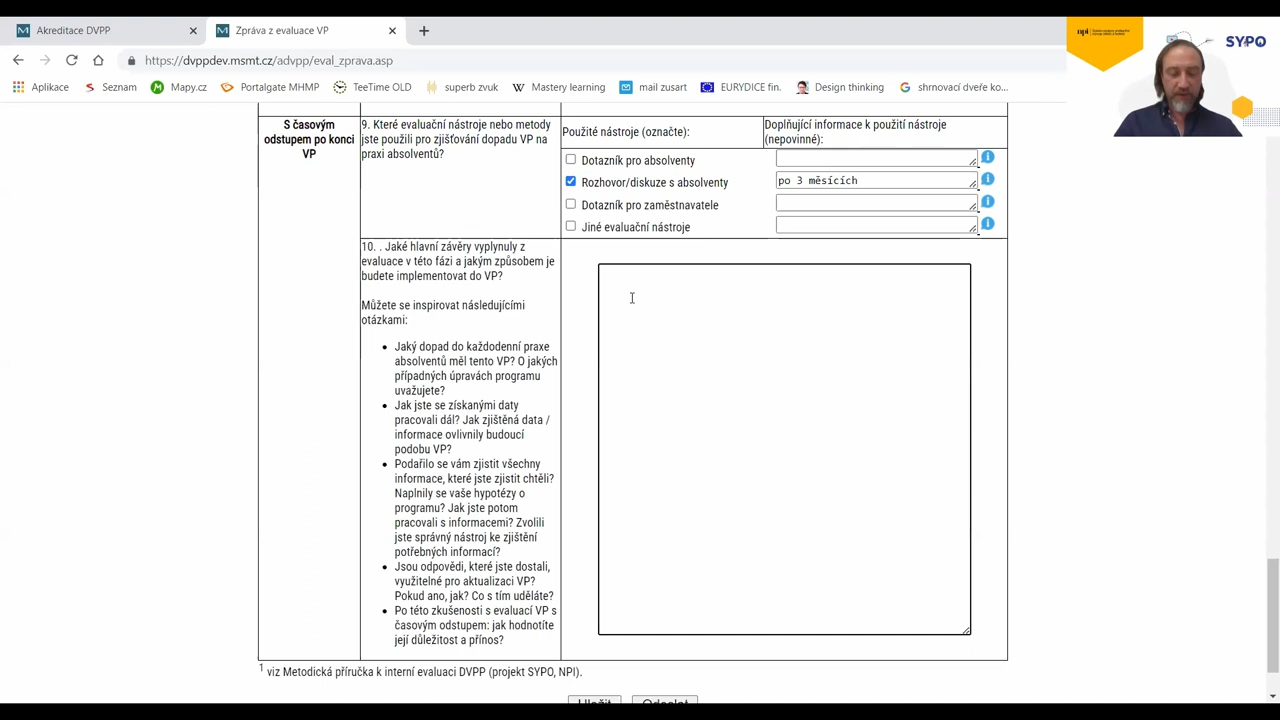 Akreditace DVPP
Zpráva z evaluace VP
https://dvppdev.msmt.cz/advpp/eval_zprava.asp
Aplikace
Seznam
Mapy.cz
Portalgate MHMP
TeeTime OLD
superb zvuk
Mastery learning
mail zusart
EURYDICE fin.
Design thinking
shrnovací dveře ko...
npi
SYPO
S časovým
odstupem po konci
VP
9. Které evaluační nástroje nebo metody
jste použili pro zjišťování dopadu VP na
praxi absolventů?
Použité nástroje (označte):
Doplňující informace k použití nástroje
(nepovinné):
Dotazník pro absolventy
Rozhovor/diskuze s absolventy
po 3 měsících
Dotazník pro zaměstnavatele
Jiné evaluační nástroje
10. . Jaké hlavní závěry vyplynuly z
evaluace v této fázi a jakým způsobem je
budete implementovat do VP?
Můžete se inspirovat následujícími
otázkami:
Jaký dopad do každodenní praxe
absolventů měl tento VP? O jakých
případných úpravách programu
uvažujete?
Jak jste se získanými daty
pracovali dál? Jak zjištěná data /
informace ovlivnily budoucí
podobu VP?
Podařilo se vám zjistit všechny
informace, které jste zjistit chtěli?
Naplnily se vaše hypotézy o
programu? Jak jste potom
pracovali s informacemi? Zvolili
jste správný nástroj ke zjištění
potřebných informací?
Jsou odpovědi, které jste dostali,
využitelné pro aktualizaci VP?
Pokud ano, jak? Co s tím uděláte?
Po této zkušenosti s evaluací VP s
časovým odstupem: jak hodnotíte
její důležitost a přínos?
1 viz Metodická příručka k interní evaluaci DVPP (projekt SYPO, NPI).
Uložit
Odeslat